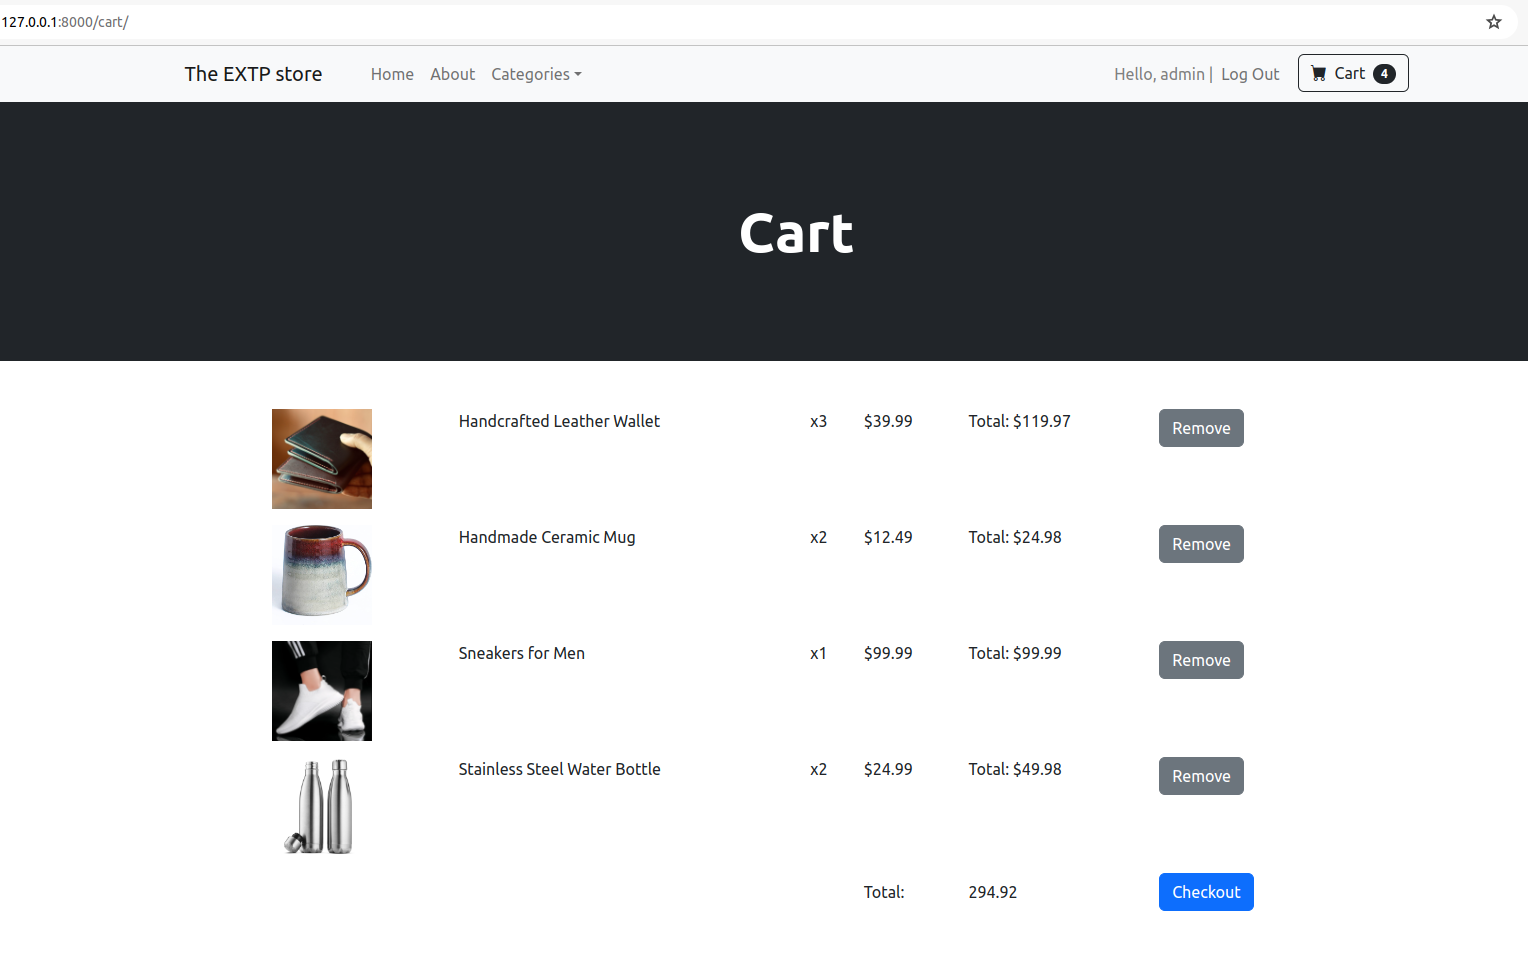 127.0.0.1:8000/cart/
The EXTP store Home About Categories Hello, admin | Log Out Cart 4
Cart
Handcrafted Leather Wallet x3 $39.99 Total: $119.97 Remove
Handmade Ceramic Mug x2 $12.49 Total: $24.98 Remove
Sneakers for Men x1 $99.99 Total: $99.99 Remove
Stainless Steel Water Bottle x2 $24.99 Total: $49.98 Remove
Total: 294.92 Checkout